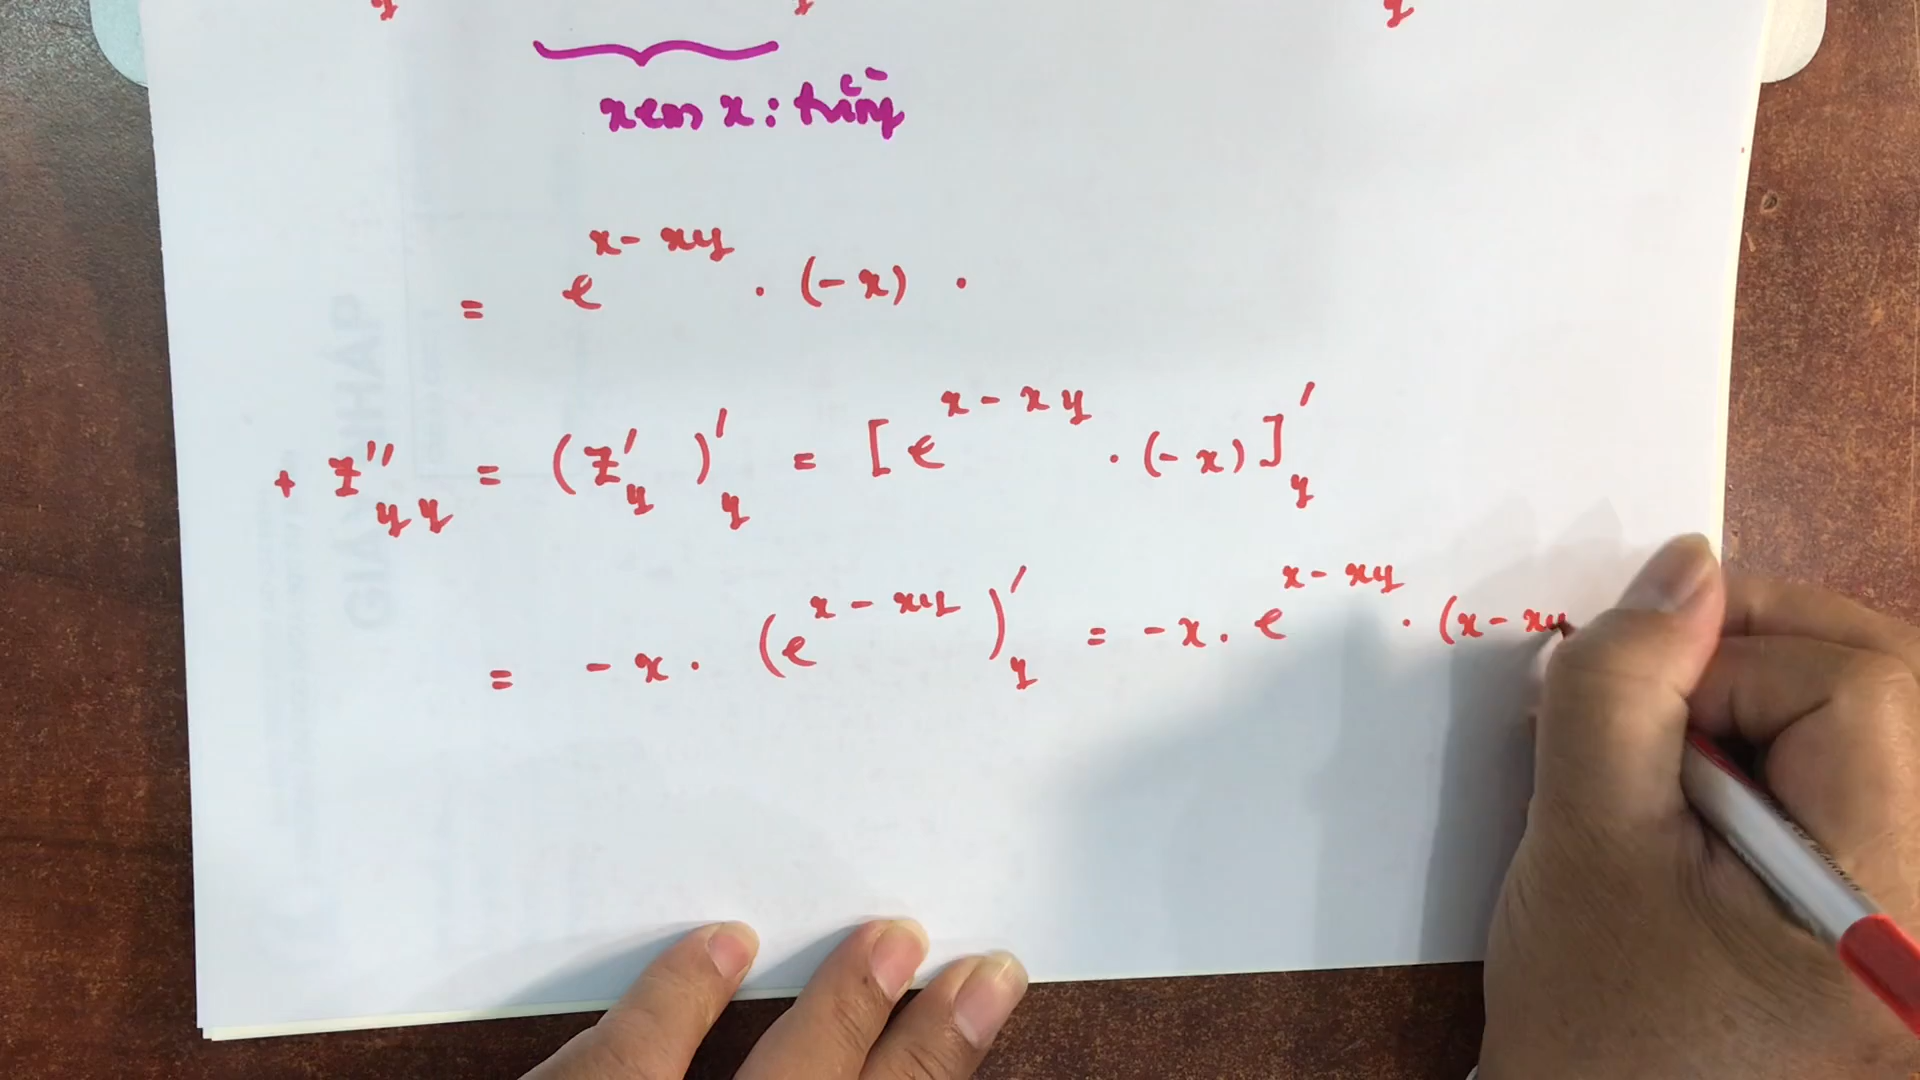 y y y
xem x: hằng
= e^{x-xy} · (-x) ·
+ z''_{yy} = (z'_y)'_y = [e^{x-xy} · (-x)]'_y
= -x · (e^{x-xy})'_y = -x · e^{x-xy} · (x-xy